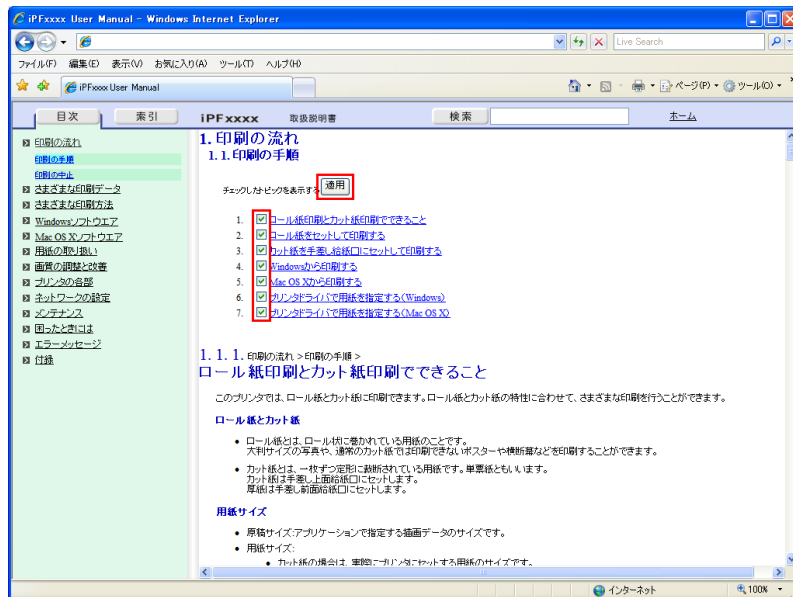 iPFxxxx User Manual - Windows Internet Explorer
Live Search
ファイル(F) 編集(E) 表示(V) お気に入り(A) ツール(T) ヘルプ(H)
iPFxxxx User Manual
ページ(P) ツール(O)
目次 索引 iPFxxxx 取扱説明書 検索 ホーム
印刷の流れ
印刷の手順
印刷の中止
さまざまな印刷データ
さまざまな印刷方法
Windowsソフトウエア
Mac OS Xソフトウエア
用紙の取り扱い
画質の調整と改善
プリンタの各部
ネットワークの設定
メンテナンス
困ったときには
エラーメッセージ
付録
1. 印刷の流れ
1.1. 印刷の手順
チェックしたトピックを表示する 適用
1. ロール紙印刷とカット紙印刷でできること
2. ロール紙をセットして印刷する
3. カット紙を手差し給紙口にセットして印刷する
4. Windowsから印刷する
5. Mac OS Xから印刷する
6. プリンタドライバで用紙を指定する(Windows)
7. プリンタドライバで用紙を指定する(Mac OS X)
1. 1. 1. 印刷の流れ >印刷の手順 >
ロール紙印刷とカット紙印刷でできること
このプリンタでは、ロール紙とカット紙に印刷できます。ロール紙とカット紙の特性に合わせて、さまざまな印刷を行うことができます。
ロール紙とカット紙
• ロール紙とは、ロール状に巻かれている用紙のことです。
大判サイズの写真や、通常のカット紙では印刷できないポスターや横断幕などを印刷することができます。
• カット紙とは、一枚ずつ定形に裁断されている用紙です。単票紙ともいいます。
カット紙は手差し上面給紙口にセットします。
厚紙は手差し前面給紙口にセットします。
用紙サイズ
• 原稿サイズ:アプリケーションで指定する描画データのサイズです。
• 用紙サイズ:
• カット紙の場合は、実際にプリンタにセットする用紙のサイズです。
インターネット 100%